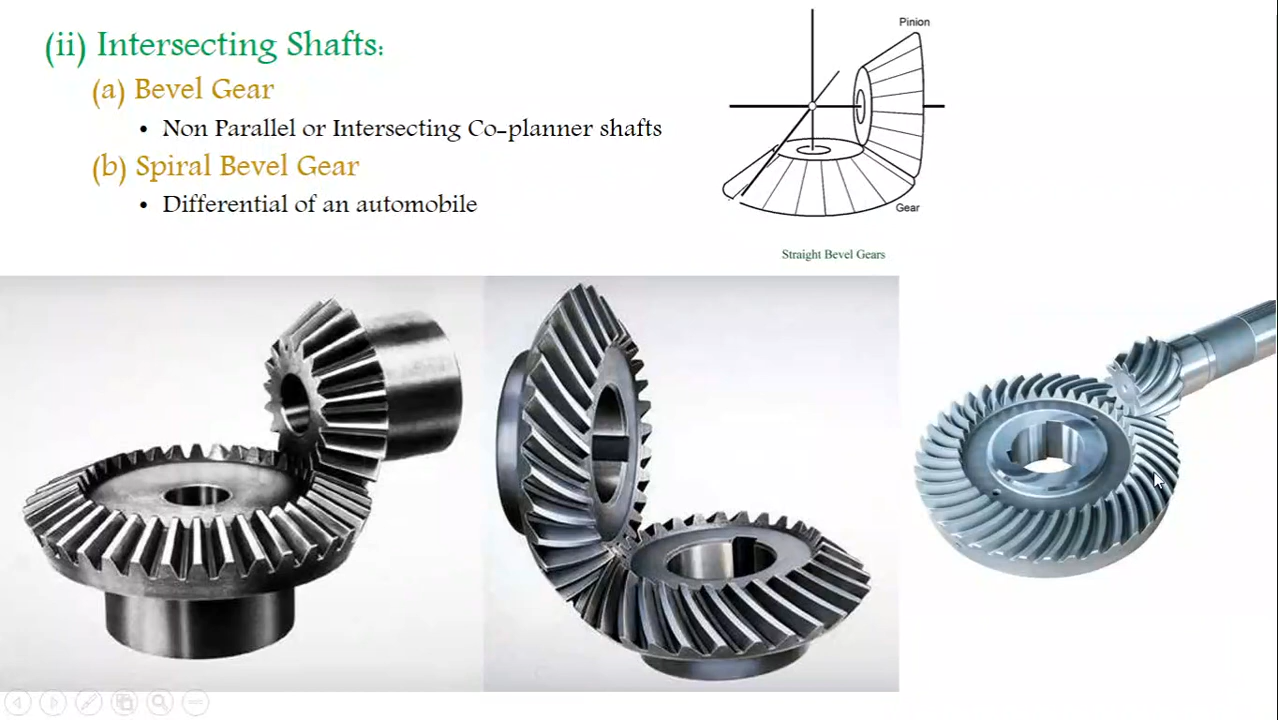 (ii) Intersecting Shafts:
(a) Bevel Gear
• Non Parallel or Intersecting Co-planner shafts
(b) Spiral Bevel Gear
• Differential of an automobile
Pinion
Gear
Straight Bevel Gears